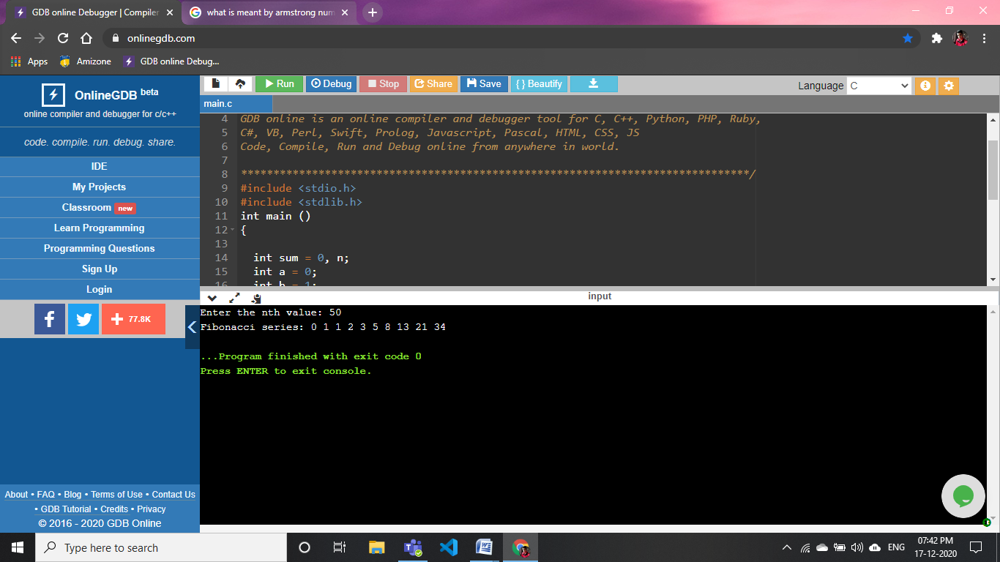 GDB online Debugger | Compiler
what is meant by armstrong num
onlinegdb.com
Apps
Amizone
GDB online Debug...
OnlineGDB beta
online compiler and debugger for c/c++
code. compile. run. debug. share.
IDE
My Projects
Classroom new
Learn Programming
Programming Questions
Sign Up
Login
77.8K
About • FAQ • Blog • Terms of Use • Contact Us
• GDB Tutorial • Credits • Privacy
© 2016 - 2020 GDB Online
Run
Debug
Stop
Share
Save
{ } Beautify
Language C
main.c
4 GDB online is an online compiler and debugger tool for C, C++, Python, PHP, Ruby,
5 C#, VB, Perl, Swift, Prolog, Javascript, Pascal, HTML, CSS, JS
6 Code, Compile, Run and Debug online from anywhere in world.
7
8 *******************************************************************************/
9 #include <stdio.h>
10 #include <stdlib.h>
11 int main ()
12 {
13
14 int sum = 0, n;
15 int a = 0;
16 int b = 1;
input
Enter the nth value: 50
Fibonacci series: 0 1 1 2 3 5 8 13 21 34
...Program finished with exit code 0
Press ENTER to exit console.
Type here to search
ENG
07:42 PM
17-12-2020